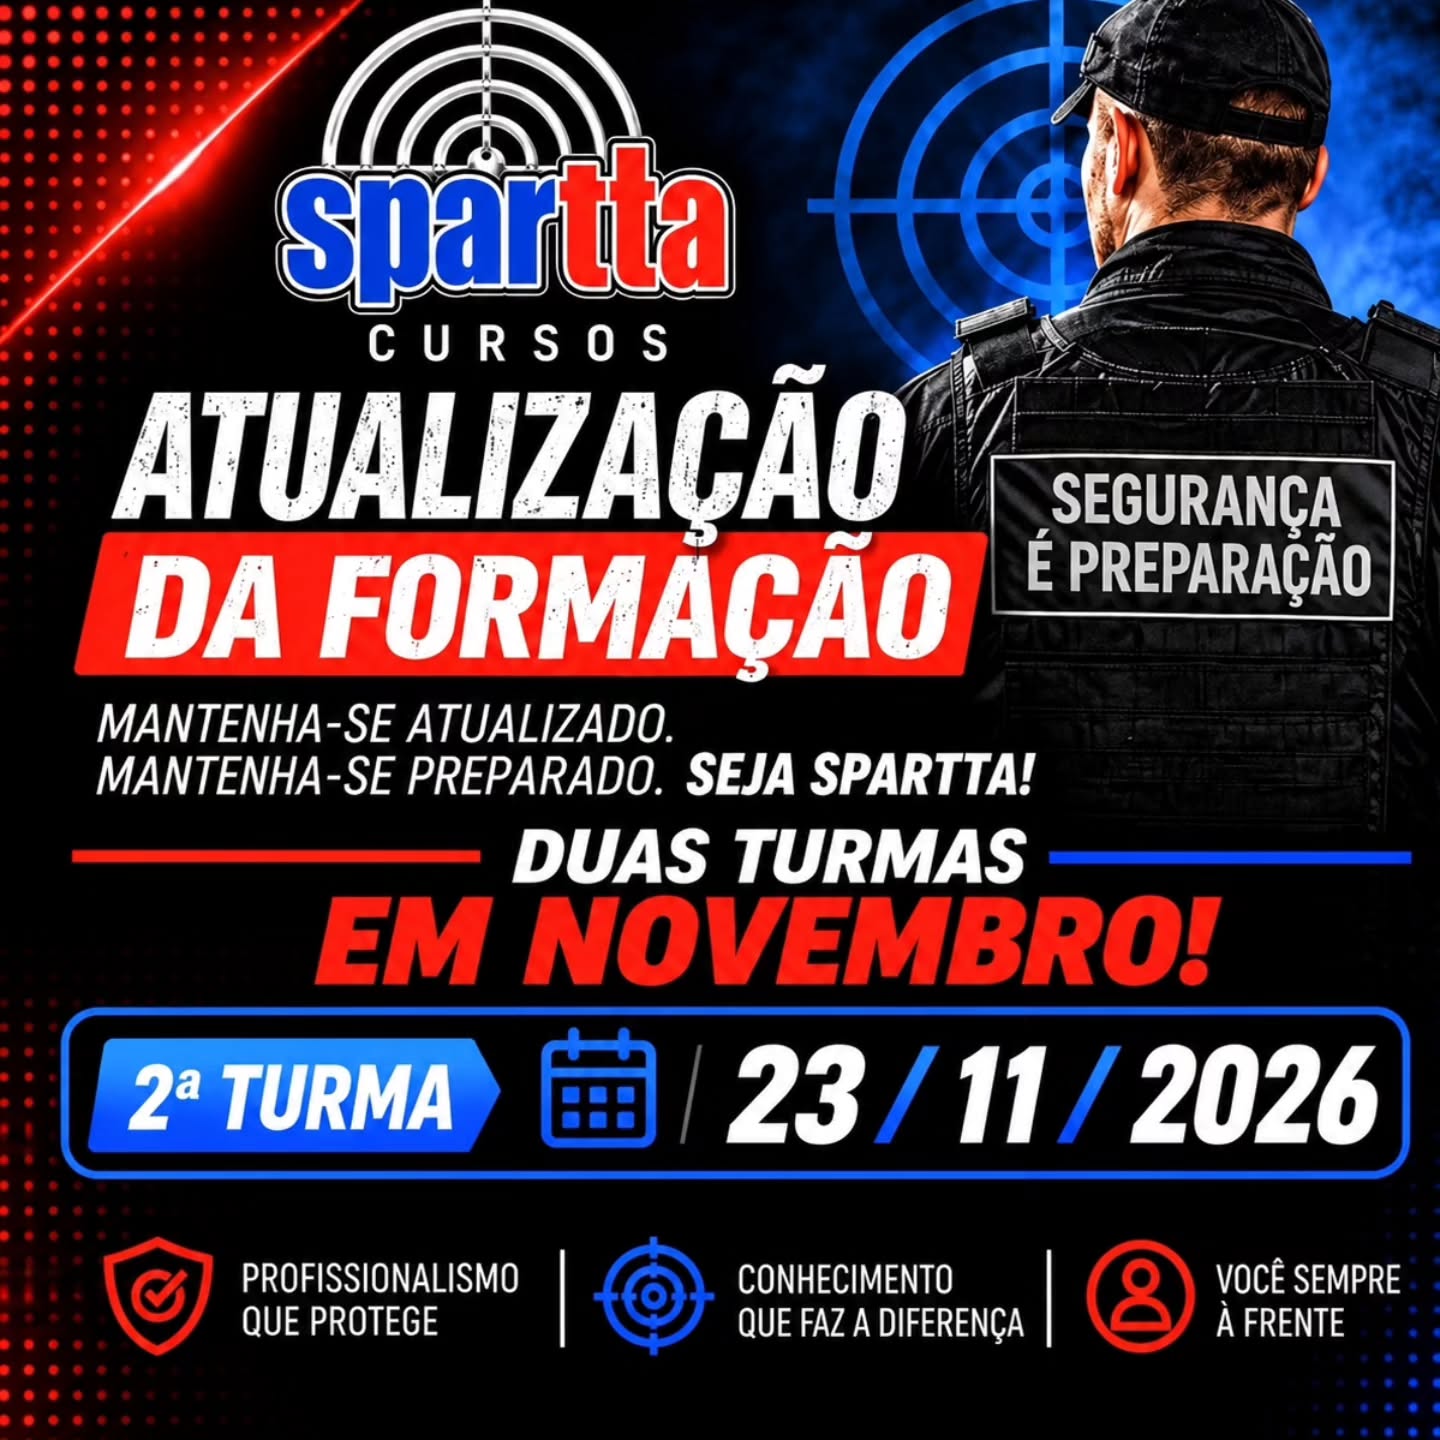 spartta
CURSOS
ATUALIZAÇÃO
DA FORMAÇÃO
SEGURANÇA
É PREPARAÇÃO
MANTENHA-SE ATUALIZADO.
MANTENHA-SE PREPARADO. SEJA SPARTTA!
DUAS TURMAS
EM NOVEMBRO!
2ª TURMA 23 / 11 / 2026
PROFISSIONALISMO
QUE PROTEGE
CONHECIMENTO
QUE FAZ A DIFERENÇA
VOCÊ SEMPRE
À FRENTE